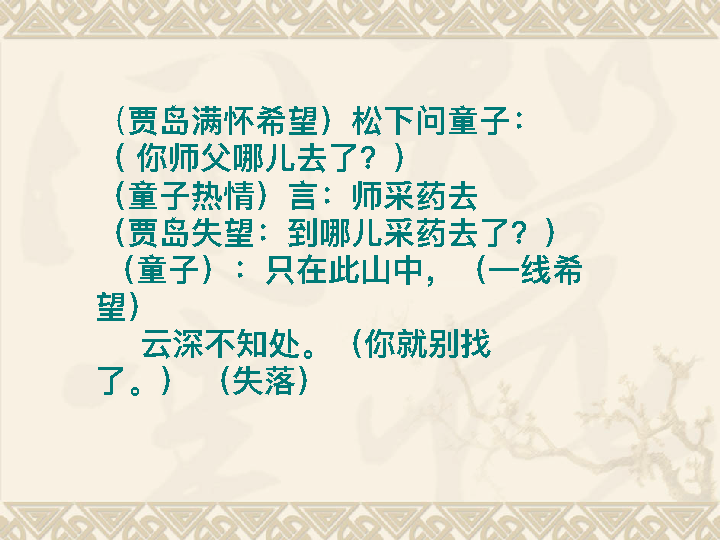 （贾岛满怀希望）松下问童子：
（ 你师父哪儿去了？）
（童子热情）言：师采药去
（贾岛失望：到哪儿采药去了？）
（童子）：只在此山中，（一线希
望）
云深不知处。（你就别找
了。）（失落）